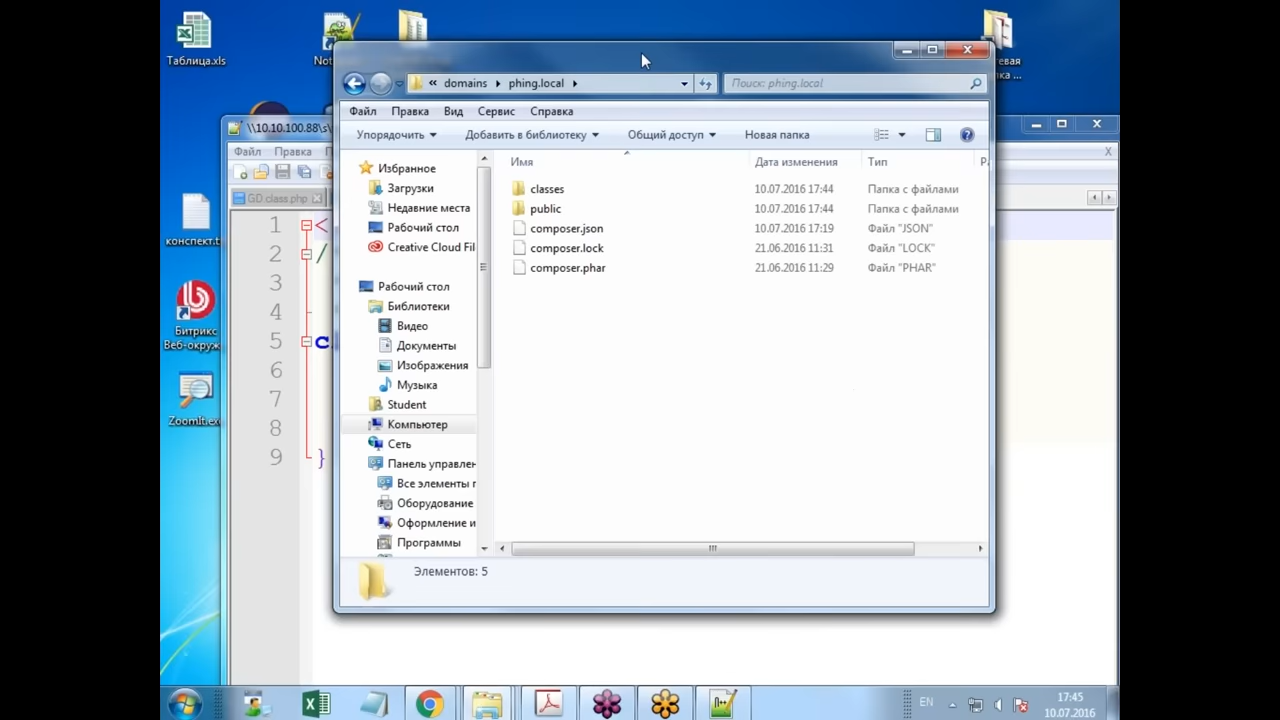 Таблица.xls
Not
тевая
пка ...
domains
phing.local
Поиск: phing.local
Файл Правка Вид Сервис Справка
Упорядочить Добавить в библиотеку Общий доступ Новая папка
Имя Дата изменения Тип
Избранное
Загрузки
Недавние места
Рабочий стол
Creative Cloud Fil
Рабочий стол
Библиотеки
Видео
Документы
Изображения
Музыка
Student
Компьютер
Сеть
Панель управлен
Все элементы п
Оборудование
Оформление и
Программы
classes 10.07.2016 17:44 Папка с файлами
public 10.07.2016 17:44 Папка с файлами
composer.json 10.07.2016 17:19 Файл "JSON"
composer.lock 21.06.2016 11:31 Файл "LOCK"
composer.phar 21.06.2016 11:29 Файл "PHAR"
Элементов: 5
\\10.10.100.88\s\
Файл Правка
GD class.php
1 <
2 /
3
4
5 c
6
7
8
9 }
конспект.t
Битрикс
Веб-окруж
ZoomIt.exe
EN
17:45
10.07.2016